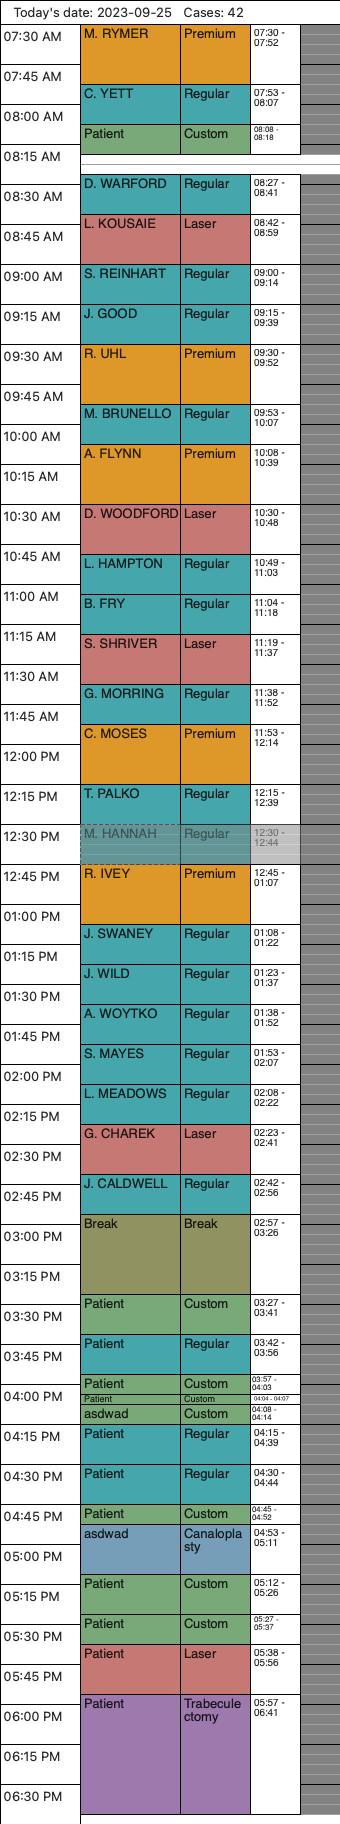 Today's date: 2023-09-25 Cases: 42
07:30 AM
M. RYMER Premium 07:30 - 07:52
07:45 AM
C. YETT Regular 07:53 - 08:07
08:00 AM
Patient Custom 08:08 - 08:18
08:15 AM
D. WARFORD Regular 08:27 - 08:41
08:30 AM
L. KOUSAIE Laser 08:42 - 08:59
08:45 AM
S. REINHART Regular 09:00 - 09:14
09:00 AM
J. GOOD Regular 09:15 - 09:39
09:15 AM
R. UHL Premium 09:30 - 09:52
09:30 AM
09:45 AM
M. BRUNELLO Regular 09:53 - 10:07
10:00 AM
A. FLYNN Premium 10:08 - 10:39
10:15 AM
D. WOODFORD Laser 10:30 - 10:48
10:30 AM
10:45 AM
L. HAMPTON Regular 10:49 - 11:03
11:00 AM
B. FRY Regular 11:04 - 11:18
11:15 AM
S. SHRIVER Laser 11:19 - 11:37
11:30 AM
G. MORRING Regular 11:38 - 11:52
11:45 AM
C. MOSES Premium 11:53 - 12:14
12:00 PM
T. PALKO Regular 12:15 - 12:39
12:15 PM
M. HANNAH Regular 12:30 - 12:44
12:30 PM
R. IVEY Premium 12:45 - 01:07
12:45 PM
01:00 PM
J. SWANEY Regular 01:08 - 01:22
01:15 PM
J. WILD Regular 01:23 - 01:37
01:30 PM
A. WOYTKO Regular 01:38 - 01:52
01:45 PM
S. MAYES Regular 01:53 - 02:07
02:00 PM
L. MEADOWS Regular 02:08 - 02:22
02:15 PM
G. CHAREK Laser 02:23 - 02:41
02:30 PM
J. CALDWELL Regular 02:42 - 02:56
02:45 PM
Break Break 02:57 - 03:26
03:00 PM
03:15 PM
Patient Custom 03:27 - 03:41
03:30 PM
Patient Regular 03:42 - 03:56
03:45 PM
Patient Custom 03:57 - 04:03
04:00 PM
Patient Custom 04:04 - 04:07
asdwad Custom 04:08 - 04:14
04:15 PM
Patient Regular 04:15 - 04:39
04:30 PM
Patient Regular 04:30 - 04:44
04:45 PM
Patient Custom 04:45 - 04:52
asdwad Canalopla sty 04:53 - 05:11
05:00 PM
Patient Custom 05:12 - 05:26
05:15 PM
Patient Custom 05:27 - 05:37
05:30 PM
Patient Laser 05:38 - 05:56
05:45 PM
Patient Trabecule ctomy 05:57 - 06:41
06:00 PM
06:15 PM
06:30 PM